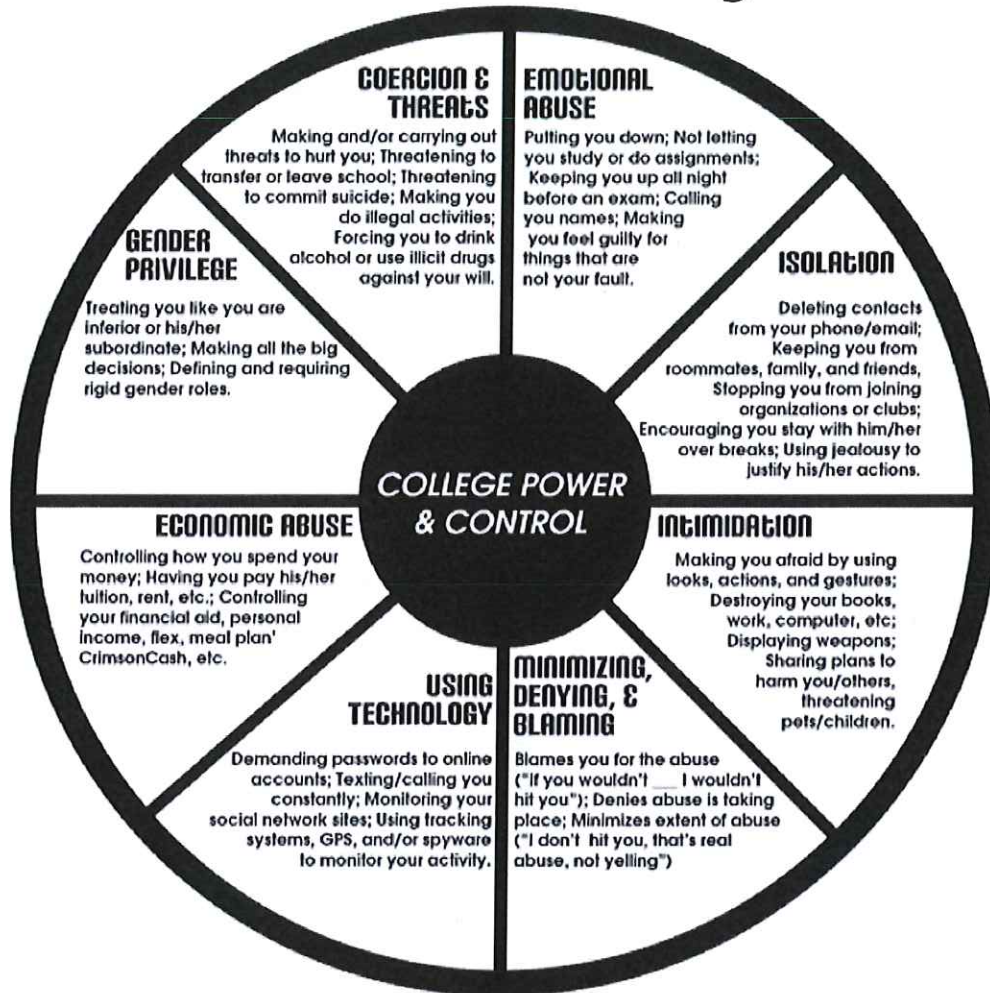 COERCION &
THREATS
Making and/or carrying out
threats to hurt you; Threatening to
transfer or leave school; Threatening
to commit suicide; Making you
do illegal activities;
Forcing you to drink
alcohol or use illicit drugs
against your will.
EMOTIONAL
ABUSE
Putting you down; Not letting
you study or do assignments;
Keeping you up all night
before an exam; Calling
you names; Making
you feel guilty for
things that are
not your fault.
ISOLATION
Deleting contacts
from your phone/email;
Keeping you from
roommates, family, and friends,
Stopping you from joining
organizations or clubs;
Encouraging you stay with him/her
over breaks; Using jealousy to
justify his/her actions.
INTIMIDATION
Making you afraid by using
looks, actions, and gestures;
Destroying your books,
work, computer, etc;
Displaying weapons;
Sharing plans to
harm you/others,
threatening
pets/children.
MINIMIZING,
DENYING, &
BLAMING
Blames you for the abuse
("If you wouldn't ___ I wouldn't
hit you"); Denies abuse is taking
place; Minimizes extent of abuse
("I don't hit you, that's real
abuse, not yelling")
USING
TECHNOLOGY
Demanding passwords to online
accounts; Texting/calling you
constantly; Monitoring your
social network sites; Using tracking
systems, GPS, and/or spyware
to monitor your activity.
ECONOMIC ABUSE
Controlling how you spend your
money; Having you pay his/her
tuition, rent, etc.; Controlling
your financial aid, personal
income, flex, meal plan'
CrimsonCash, etc.
GENDER
PRIVILEGE
Treating you like you are
inferior or his/her
subordinate; Making all the big
decisions; Defining and requiring
rigid gender roles.
COLLEGE POWER
& CONTROL